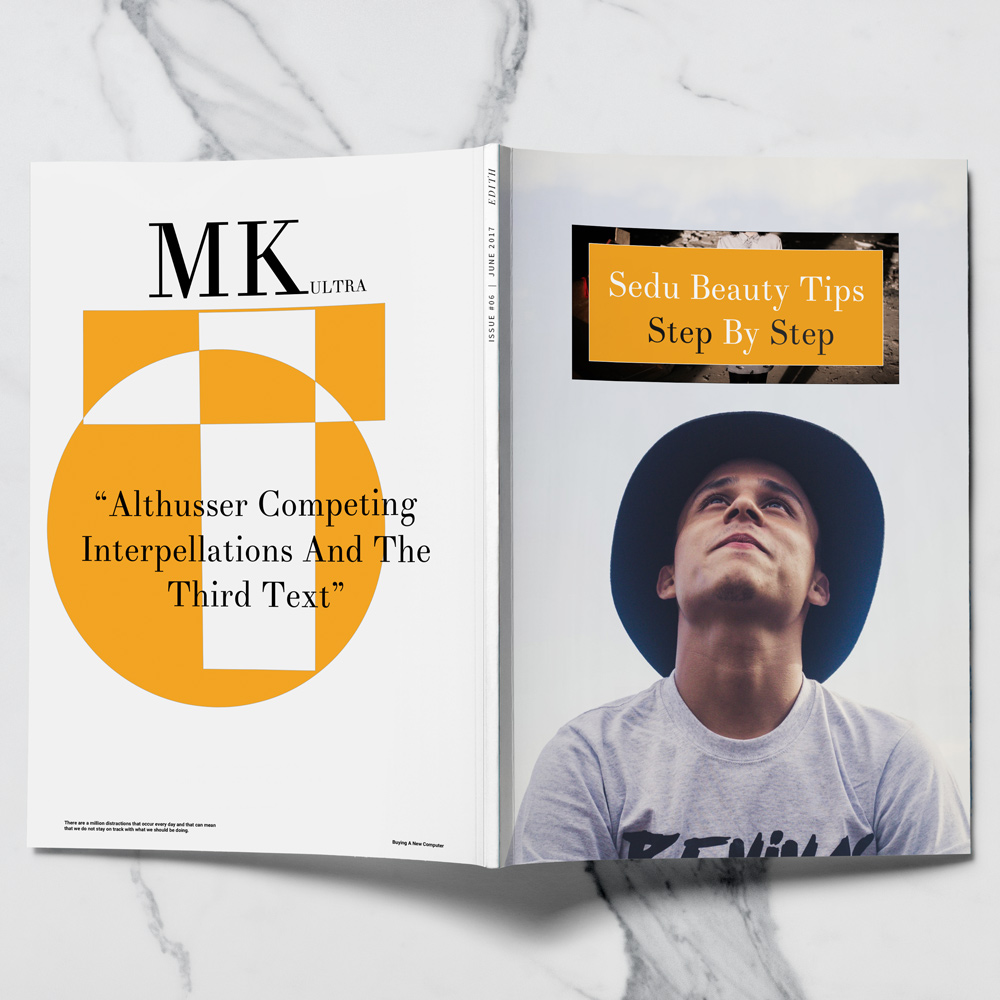 MK ULTRA
“Althusser Competing
Interpellations And The
Third Text”
There are a million distractions that occur every day and that can mean
that we do not stay on track with what we should be doing.
Buying A New Computer
EDITH
ISSUE #06 | JUNE 2017
Sedu Beauty Tips
Step By Step